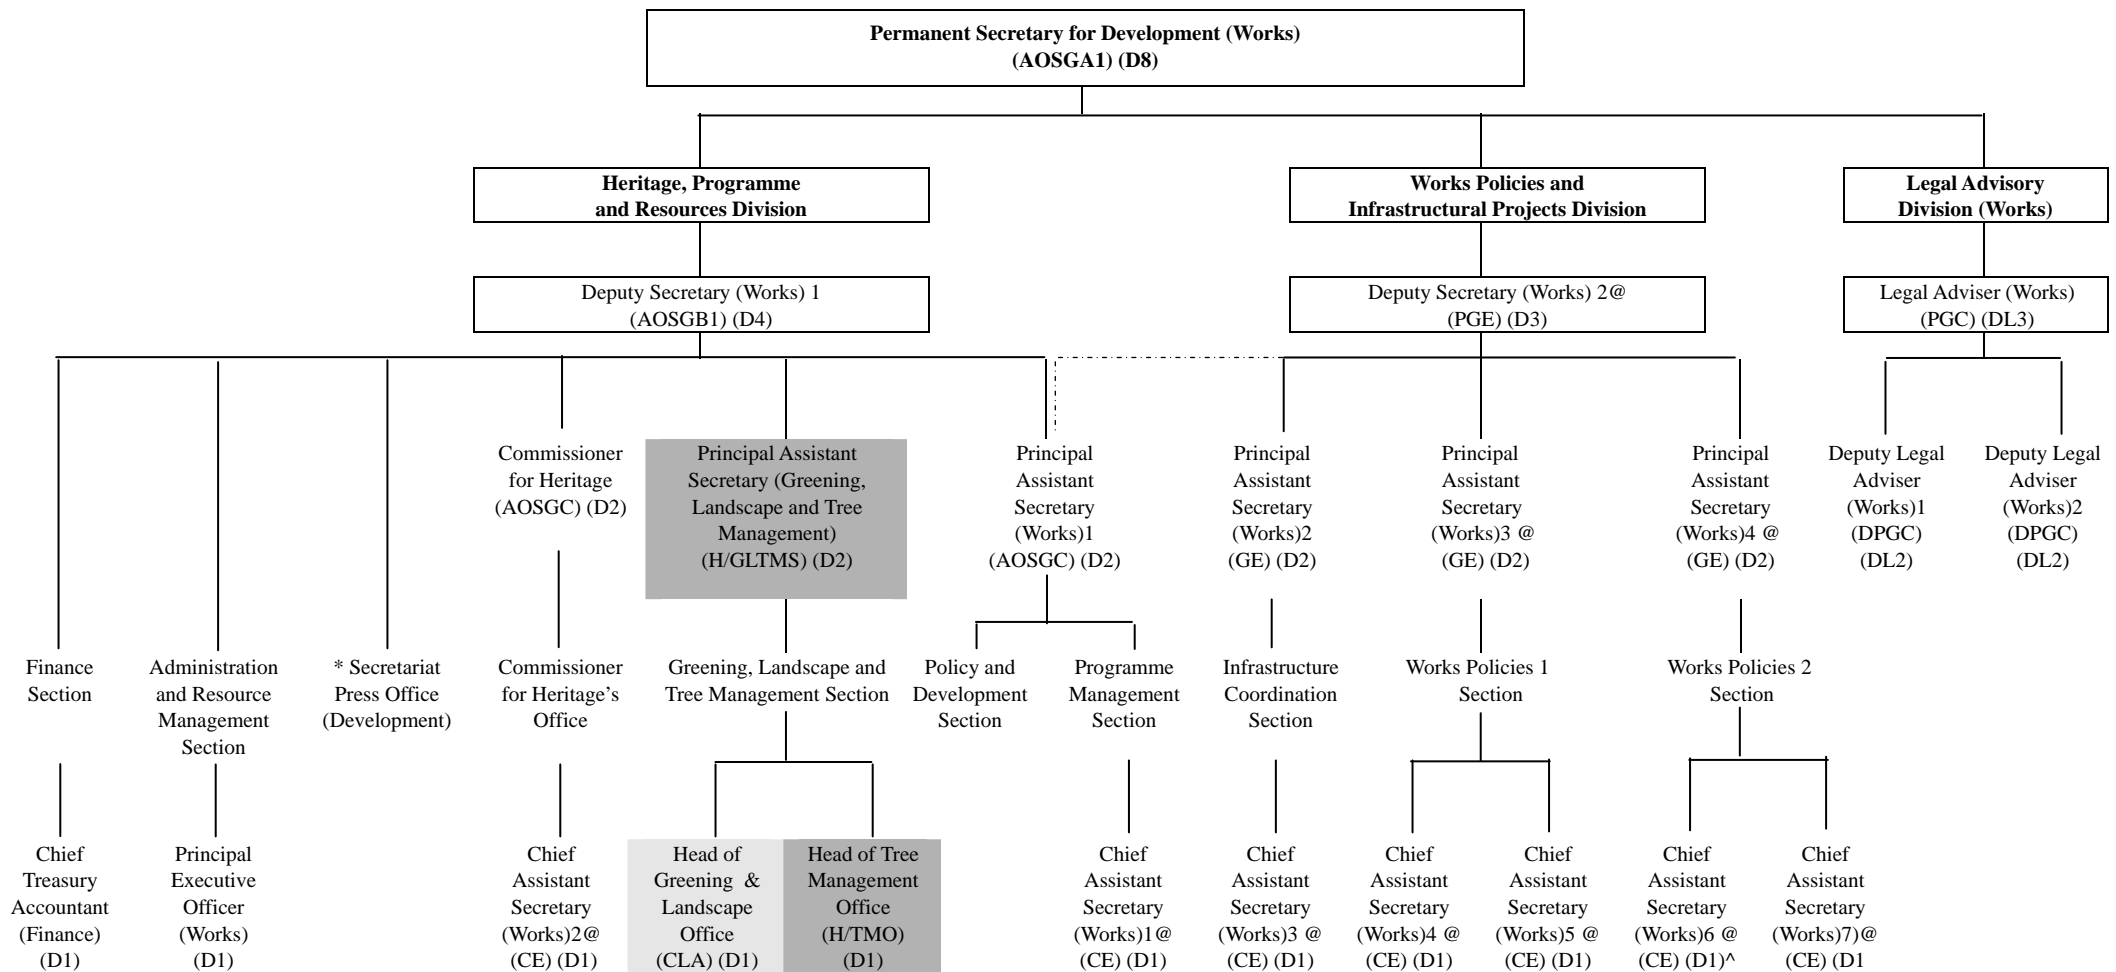 Permanent Secretary for Development (Works)
(AOSGA1) (D8)
Heritage, Programme
and Resources Division
Works Policies and
Infrastructural Projects Division
Legal Advisory
Division (Works)
Deputy Secretary (Works) 1
(AOSGB1) (D4)
Deputy Secretary (Works) 2@
(PGE) (D3)
Legal Adviser (Works)
(PGC) (DL3)
Commissioner
for Heritage
(AOSGC) (D2)
Principal Assistant
Secretary (Greening,
Landscape and Tree
Management)
(H/GLTMS) (D2)
Principal
Assistant
Secretary
(Works)1
(AOSGC) (D2)
Principal
Assistant
Secretary
(Works)2
(GE) (D2)
Principal
Assistant
Secretary
(Works)3 @
(GE) (D2)
Principal
Assistant
Secretary
(Works)4 @
(GE) (D2)
Deputy Legal
Adviser
(Works)1
(DPGC)
(DL2)
Deputy Legal
Adviser
(Works)2
(DPGC)
(DL2)
Finance
Section
Administration
and Resource
Management
Section
* Secretariat
Press Office
(Development)
Commissioner
for Heritage's
Office
Greening, Landscape and
Tree Management Section
Policy and
Development
Section
Programme
Management
Section
Infrastructure
Coordination
Section
Works Policies 1
Section
Works Policies 2
Section
Chief
Treasury
Accountant
(Finance)
(D1)
Principal
Executive
Officer
(Works)
(D1)
Chief
Assistant
Secretary
(Works)2@
(CE) (D1)
Head of
Greening & 
Landscape
Office
(CLA) (D1)
Head of Tree
Management
Office
(H/TMO)
(D1)
Chief
Assistant
Secretary
(Works)1@
(CE) (D1)
Chief
Assistant
Secretary
(Works)3 @
(CE) (D1)
Chief
Assistant
Secretary
(Works)4 @
(CE) (D1)
Chief
Assistant
Secretary
(Works)5 @
(CE) (D1)
Chief
Assistant
Secretary
(Works)6 @
(CE) (D1)^
Chief
Assistant
Secretary
(Works)7)@
(CE) (D1